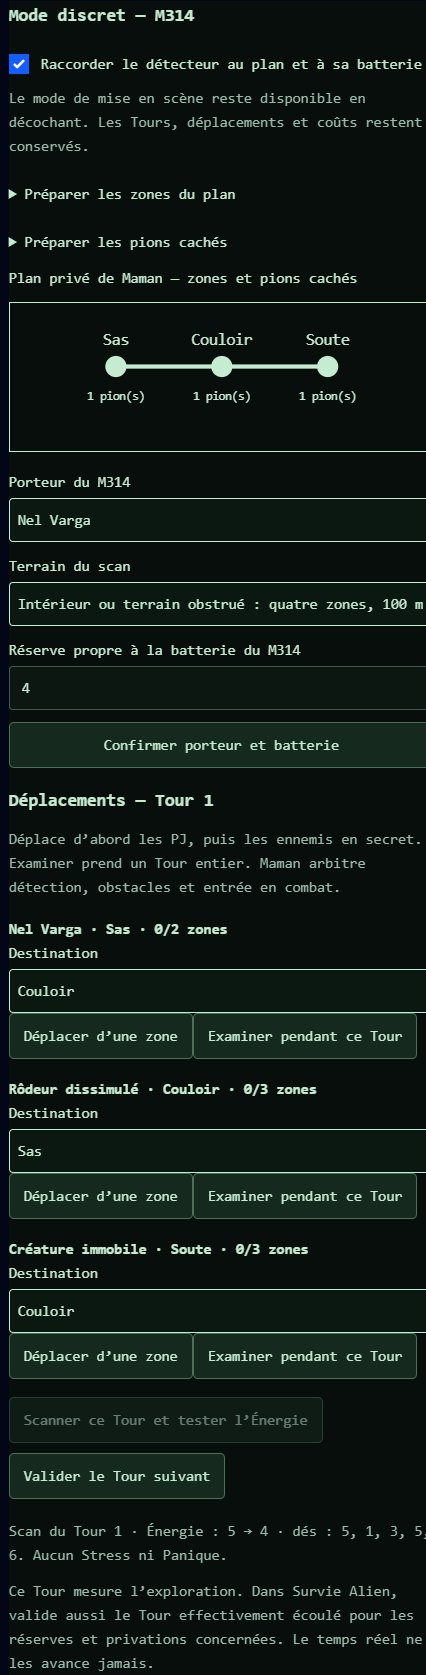 Mode discret — M314
Raccorder le détecteur au plan et à sa batterie
Le mode de mise en scène reste disponible en
décochant. Les Tours, déplacements et coûts restent
conservés.
▶ Préparer les zones du plan
▶ Préparer les pions cachés
Plan privé de Maman — zones et pions cachés
Sas Couloir Soute
1 pion(s) 1 pion(s) 1 pion(s)
Porteur du M314
Nel Varga
Terrain du scan
Intérieur ou terrain obstrué : quatre zones, 100 m
Réserve propre à la batterie du M314
4
Confirmer porteur et batterie
Déplacements — Tour 1
Déplace d’abord les PJ, puis les ennemis en secret.
Examiner prend un Tour entier. Maman arbitre
détection, obstacles et entrée en combat.
Nel Varga · Sas · 0/2 zones
Destination
Couloir
Déplacer d’une zone Examiner pendant ce Tour
Rôdeur dissimulé · Couloir · 0/3 zones
Destination
Sas
Déplacer d’une zone Examiner pendant ce Tour
Créature immobile · Soute · 0/3 zones
Destination
Couloir
Déplacer d’une zone Examiner pendant ce Tour
Scanner ce Tour et tester l’Énergie
Valider le Tour suivant
Scan du Tour 1 · Énergie : 5 → 4 · dés : 5, 1, 3, 5,
6. Aucun Stress ni Panique.
Ce Tour mesure l’exploration. Dans Survie Alien,
valide aussi le Tour effectivement écoulé pour les
réserves et privations concernées. Le temps réel ne
les avance jamais.